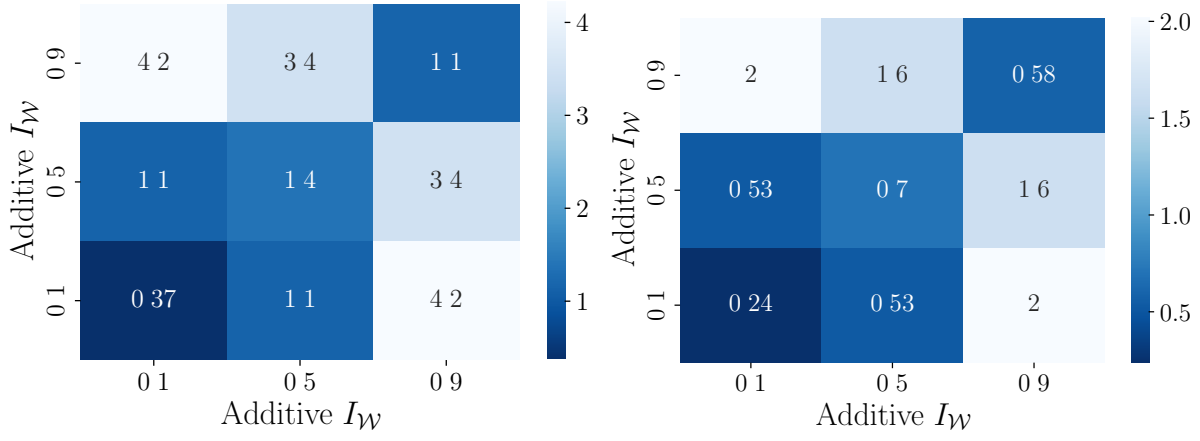 4 2 3 4 1 1
1 1 1 4 3 4
0 37 1 1 4 2
0 9
0 5
0 1
Additive I𝒲
0 1 0 5 0 9
Additive I𝒲
4
3
2
1
2 1 6 0 58
0 53 0 7 1 6
0 24 0 53 2
0 9
0 5
0 1
Additive I𝒲
0 1 0 5 0 9
Additive I𝒲
2.0
1.5
1.0
0.5